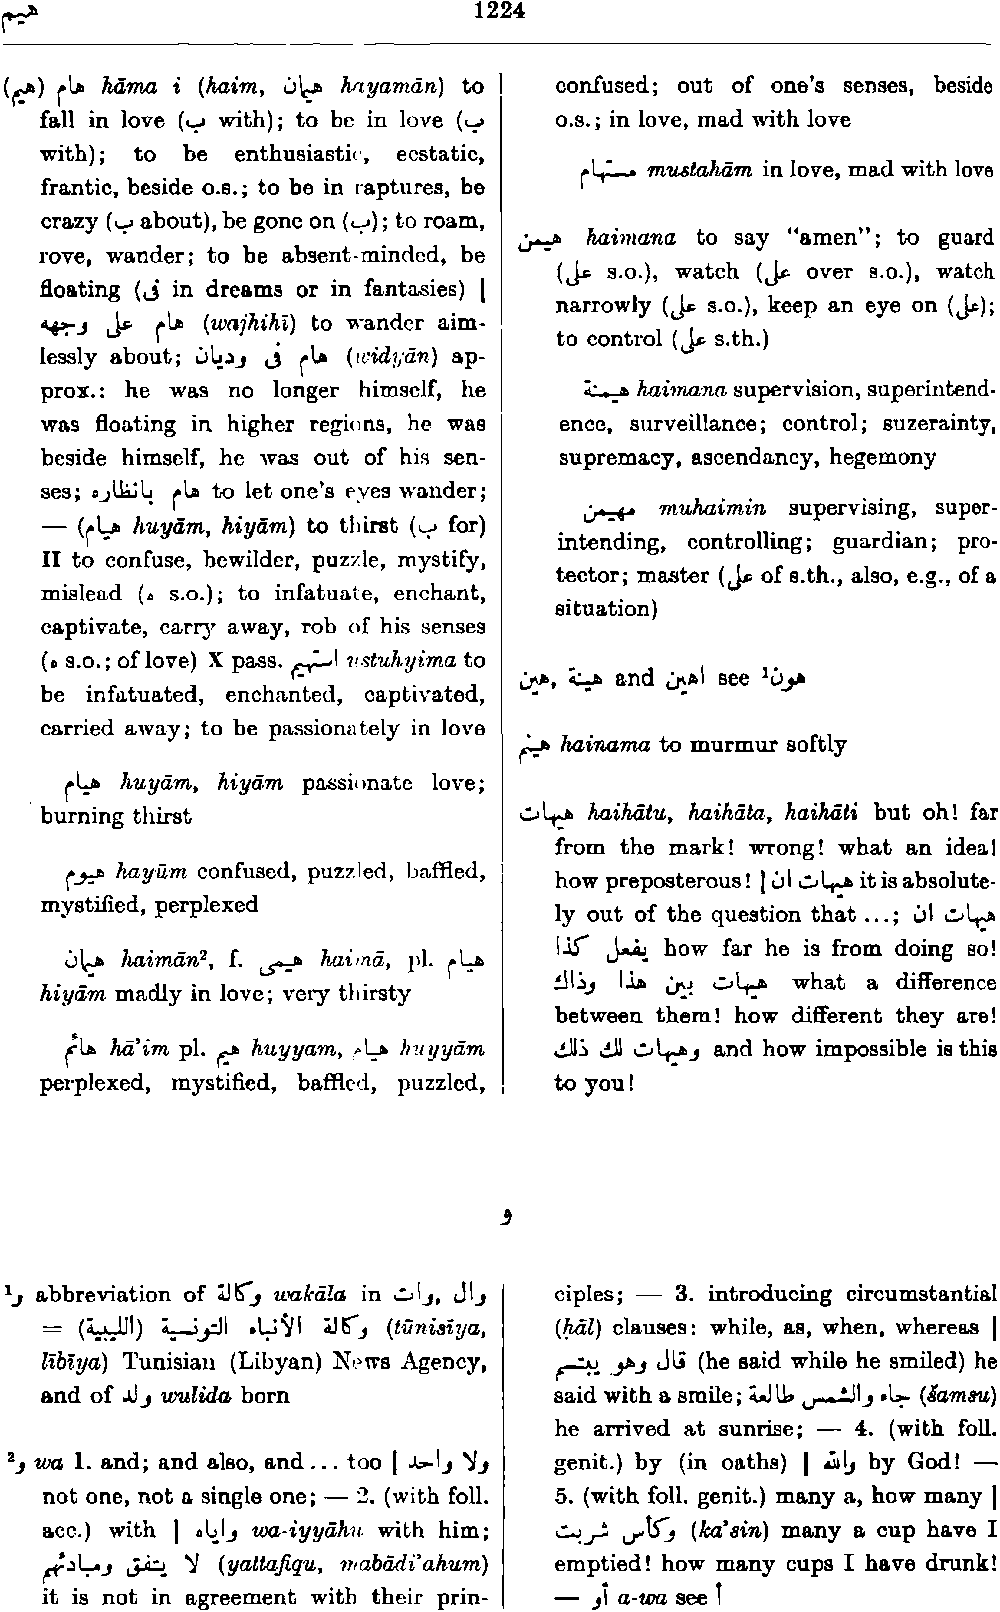 هيم
1224
(هيم) هام hāma i (haim, هيمان hayamān) to
fall in love (ب with); to be in love (ب
with); to be enthusiastic, ecstatic,
frantic, beside o.s.; to be in raptures, be
crazy (ب about), be gone on (ب); to roam,
rove, wander; to be absent-minded, be
floating (فى in dreams or in fantasies) |
هام على وجهه (wajhihī) to wander aim-
lessly about; هام فى وديان (widyān) ap-
prox.: he was no longer himself, he
was floating in higher regions, he was
beside himself, he was out of his sen-
ses; هام بانظاره to let one's eyes wander;
— (هيام huyām, hiyām) to thirst (ب for)
II to confuse, bewilder, puzzle, mystify,
mislead (ه s.o.); to infatuate, enchant,
captivate, carry away, rob of his senses
(ه s.o.; of love) X pass. استهيم ustuhyima to
be infatuated, enchanted, captivated,
carried away; to be passionately in love
هيام huyām, hiyām passionate love;
burning thirst
هيوم hayūm confused, puzzled, baffled,
mystified, perplexed
هيمان haimān², f. هيمى haimā, pl. هيام
hiyām madly in love; very thirsty
هائم hā'im pl. هيم huyyam, هيام huyyām
perplexed, mystified, baffled, puzzled,
confused; out of one's senses, beside
o.s.; in love, mad with love
مستهام mustahām in love, mad with love
هيمن haimana to say "amen"; to guard
(على s.o.), watch (على over s.o.), watch
narrowly (على s.o.), keep an eye on (على);
to control (على s.th.)
هيمنة haimana supervision, superintend-
ence, surveillance; control; suzerainty,
supremacy, ascendancy, hegemony
مهيمن muhaimin supervising, super-
intending, controlling; guardian; pro-
tector; master (على of s.th., also, e.g., of a
situation)
هين, هينة and اهين see ¹هون
هينم hainama to murmur softly
هيهات haihātu, haihāta, haihāti but oh! far
from the mark! wrong! what an idea!
how preposterous! | هيهات ان it is absolute-
ly out of the question that ...; هيهات ان
يفعل كذا how far he is from doing so!
هيهات بين هذا وذاك what a difference
between them! how different they are!
وهيهات لك ذلك and how impossible is this
to you!
و
¹و abbreviation of وكالة wakāla in وات, وال
= وكالة الأنباء التونسية (الليبية) (tūnisīya,
lībīya) Tunisian (Libyan) News Agency,
and of ولد wulida born
²و wa 1. and; and also, and... too | ولا واحد
not one, not a single one; — 2. (with foll.
acc.) with | واياه wa-iyyāhu with him;
لا يتفق ومبادئهم (yattafiqu, mabādi'ahum)
it is not in agreement with their prin-
ciples; — 3. introducing circumstantial
(ḥāl) clauses: while, as, when, whereas |
قال وهو يبتسم (he said while he smiled) he
said with a smile; جاء والشمس طالعة (šamsu)
he arrived at sunrise; — 4. (with foll.
genit.) by (in oaths) | والله by God! —
5. (with foll. genit.) many a, how many |
وكأس شربت (ka'sin) many a cup have I
emptied! how many cups I have drunk!
— أو a-wa see أ